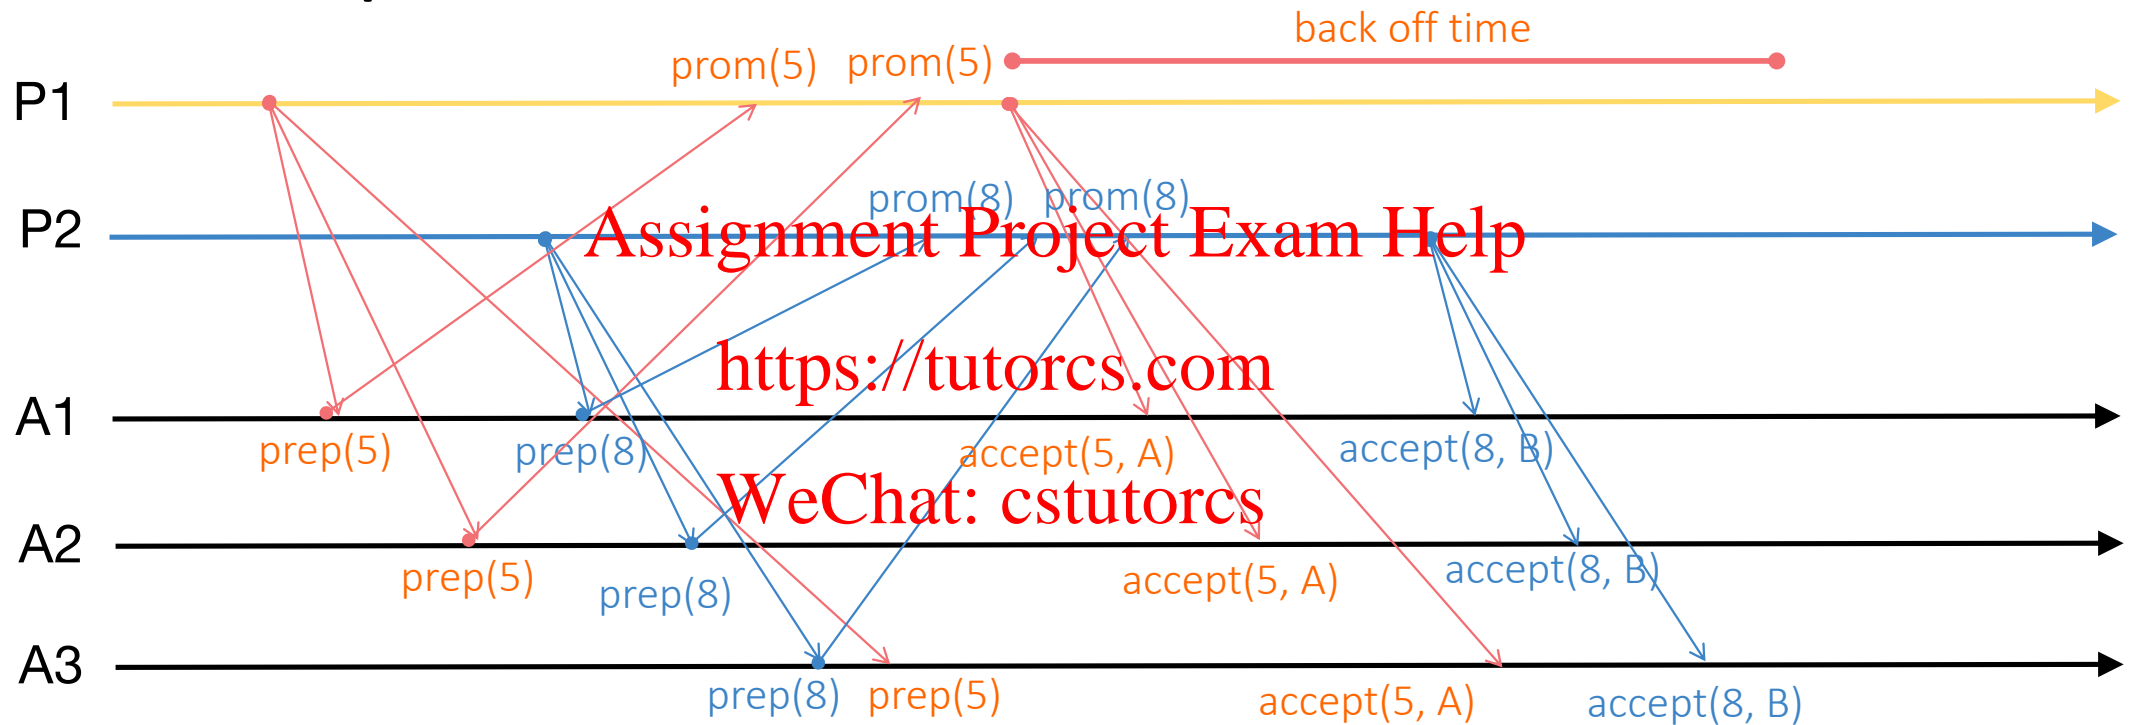 back off time
prom(5) prom(5)
P1
prom(8) prom(8)
P2
Assignment Project Exam Help
https://tutorcs.com
A1
prep(5) prep(8) accept(5, A) accept(8, B)
WeChat: cstutorcs
A2
prep(5) prep(8) accept(5, A) accept(8, B)
A3
prep(8) prep(5) accept(5, A) accept(8, B)